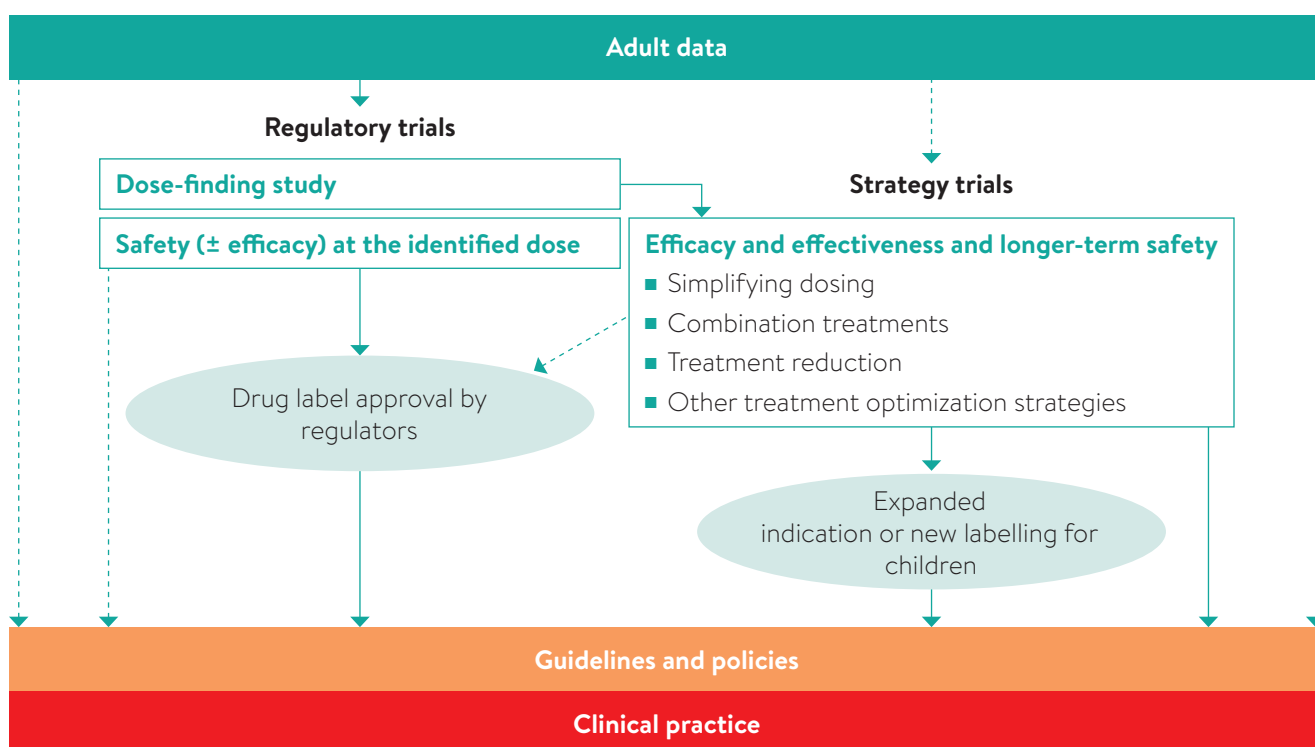 Adult data
Regulatory trials
Dose-finding study
Safety (± efficacy) at the identified dose
Drug label approval by
regulators
Strategy trials
Efficacy and effectiveness and longer-term safety
■ Simplifying dosing
■ Combination treatments
■ Treatment reduction
■ Other treatment optimization strategies
Expanded
indication or new labelling for
children
Guidelines and policies
Clinical practice